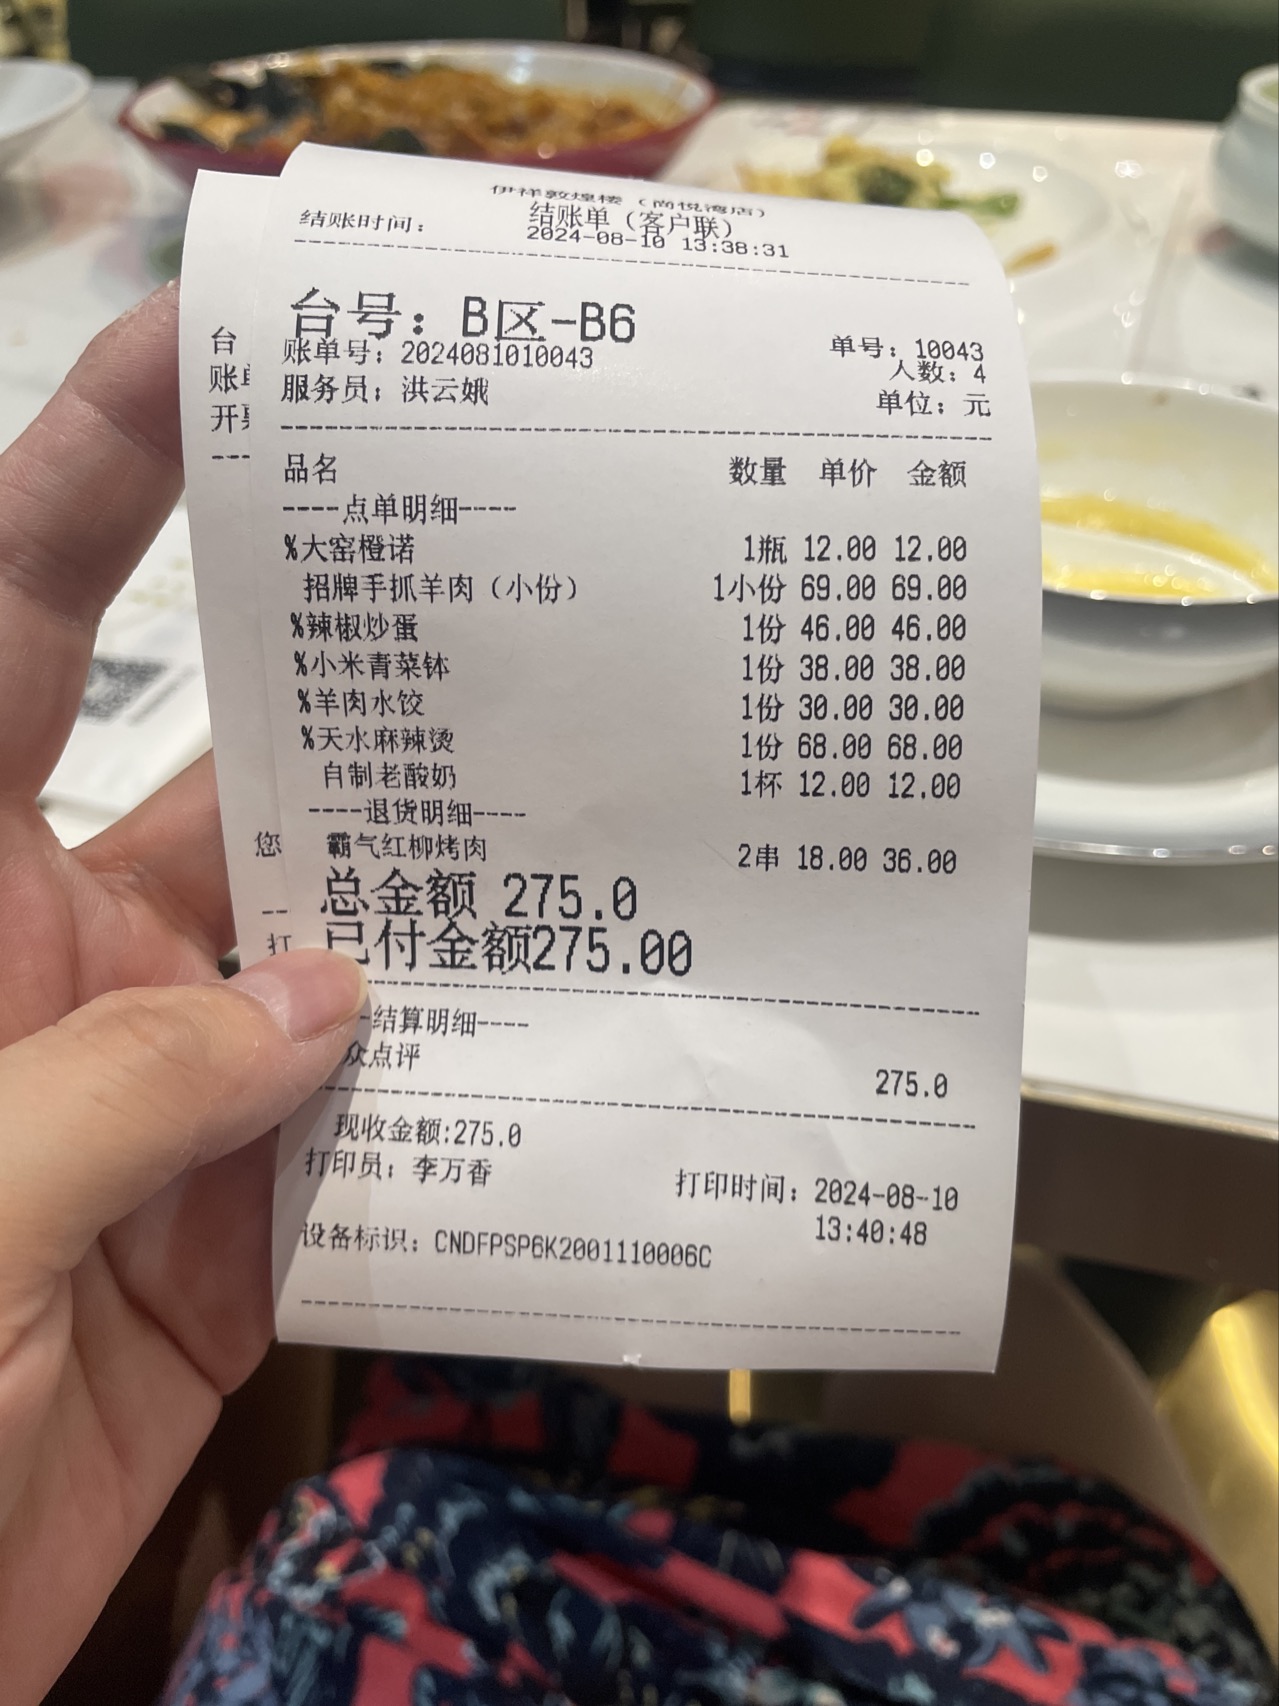 伊祥敦煌楼（尚悦湾店）
结账单（客户联）
结账时间： 2024-08-10 13:38:31
台号：B区-B6
账单号：2024081010043 单号：10043
人数：4
服务员：洪云娥 单位：元
品名 数量 单价 金额
----点单明细----
%大窑橙诺 1瓶 12.00 12.00
招牌手抓羊肉（小份） 1小份 69.00 69.00
%辣椒炒蛋 1份 46.00 46.00
%小米青菜钵 1份 38.00 38.00
%羊肉水饺 1份 30.00 30.00
%天水麻辣烫 1份 68.00 68.00
自制老酸奶 1杯 12.00 12.00
----退货明细----
霸气红柳烤肉 2串 18.00 36.00
总金额 275.0
已付金额275.00
-结算明细----
众点评 275.0
现收金额:275.0
打印员：李万香 打印时间：2024-08-10
13:40:48
设备标识：CNDFPSP6K2001110006C
台
账单
开
您
打